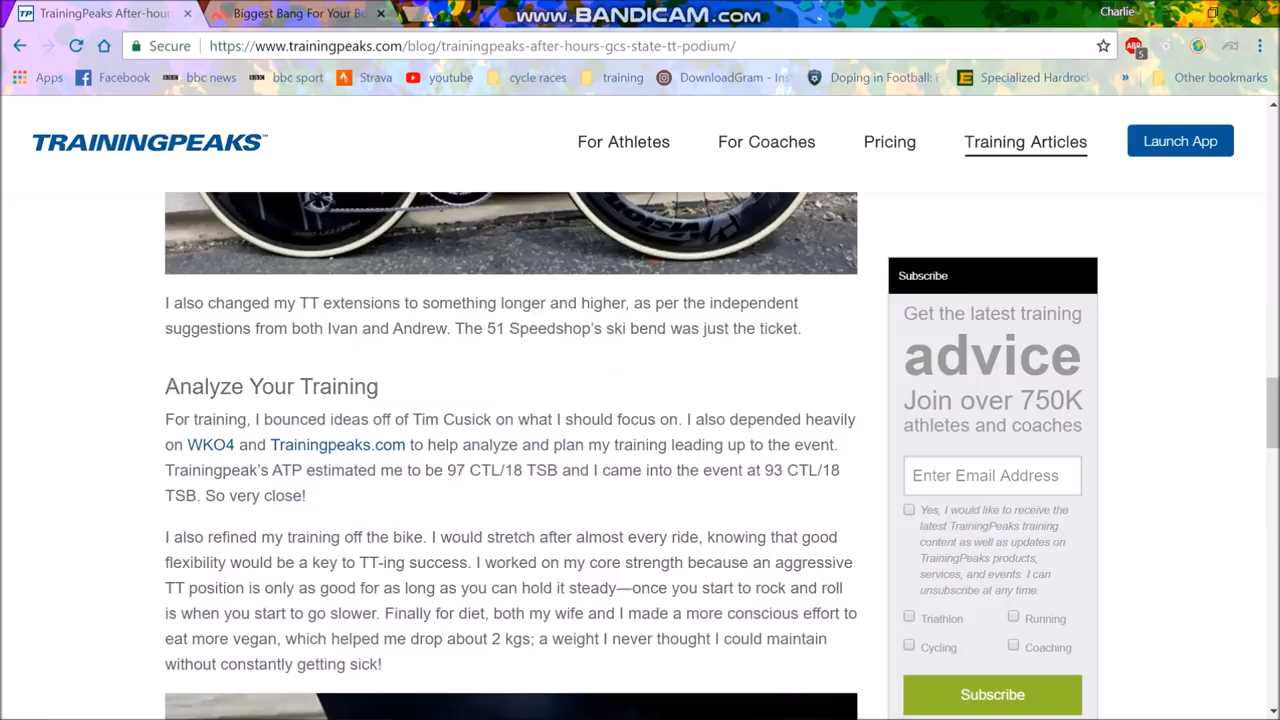 TrainingPeaks After-hour
Biggest Bang For Your B
www.BANDICAM.com
Charlie
Secure
https://www.trainingpeaks.com/blog/trainingpeaks-after-hours-gcs-state-tt-podium/
Apps
Facebook
bbc news
bbc sport
Strava
youtube
cycle races
training
DownloadGram - Inst
Doping in Football:
Specialized Hardrock
»
Other bookmarks
TRAININGPEAKS™
For Athletes
For Coaches
Pricing
Training Articles
Launch App
I also changed my TT extensions to something longer and higher, as per the independent
suggestions from both Ivan and Andrew. The 51 Speedshop's ski bend was just the ticket.
Analyze Your Training
For training, I bounced ideas off of Tim Cusick on what I should focus on. I also depended heavily
on WKO4 and Trainingpeaks.com to help analyze and plan my training leading up to the event.
Trainingpeak's ATP estimated me to be 97 CTL/18 TSB and I came into the event at 93 CTL/18
TSB. So very close!
I also refined my training off the bike. I would stretch after almost every ride, knowing that good
flexibility would be a key to TT-ing success. I worked on my core strength because an aggressive
TT position is only as good for as long as you can hold it steady—once you start to rock and roll
is when you start to go slower. Finally for diet, both my wife and I made a more conscious effort to
eat more vegan, which helped me drop about 2 kgs; a weight I never thought I could maintain
without constantly getting sick!
Subscribe
Get the latest training
advice
Join over 750K
athletes and coaches
Enter Email Address
Yes, I would like to receive the
latest TrainingPeaks training
content as well as updates on
TrainingPeaks products,
services, and events. I can
unsubscribe at any time.
Triathlon
Running
Cycling
Coaching
Subscribe